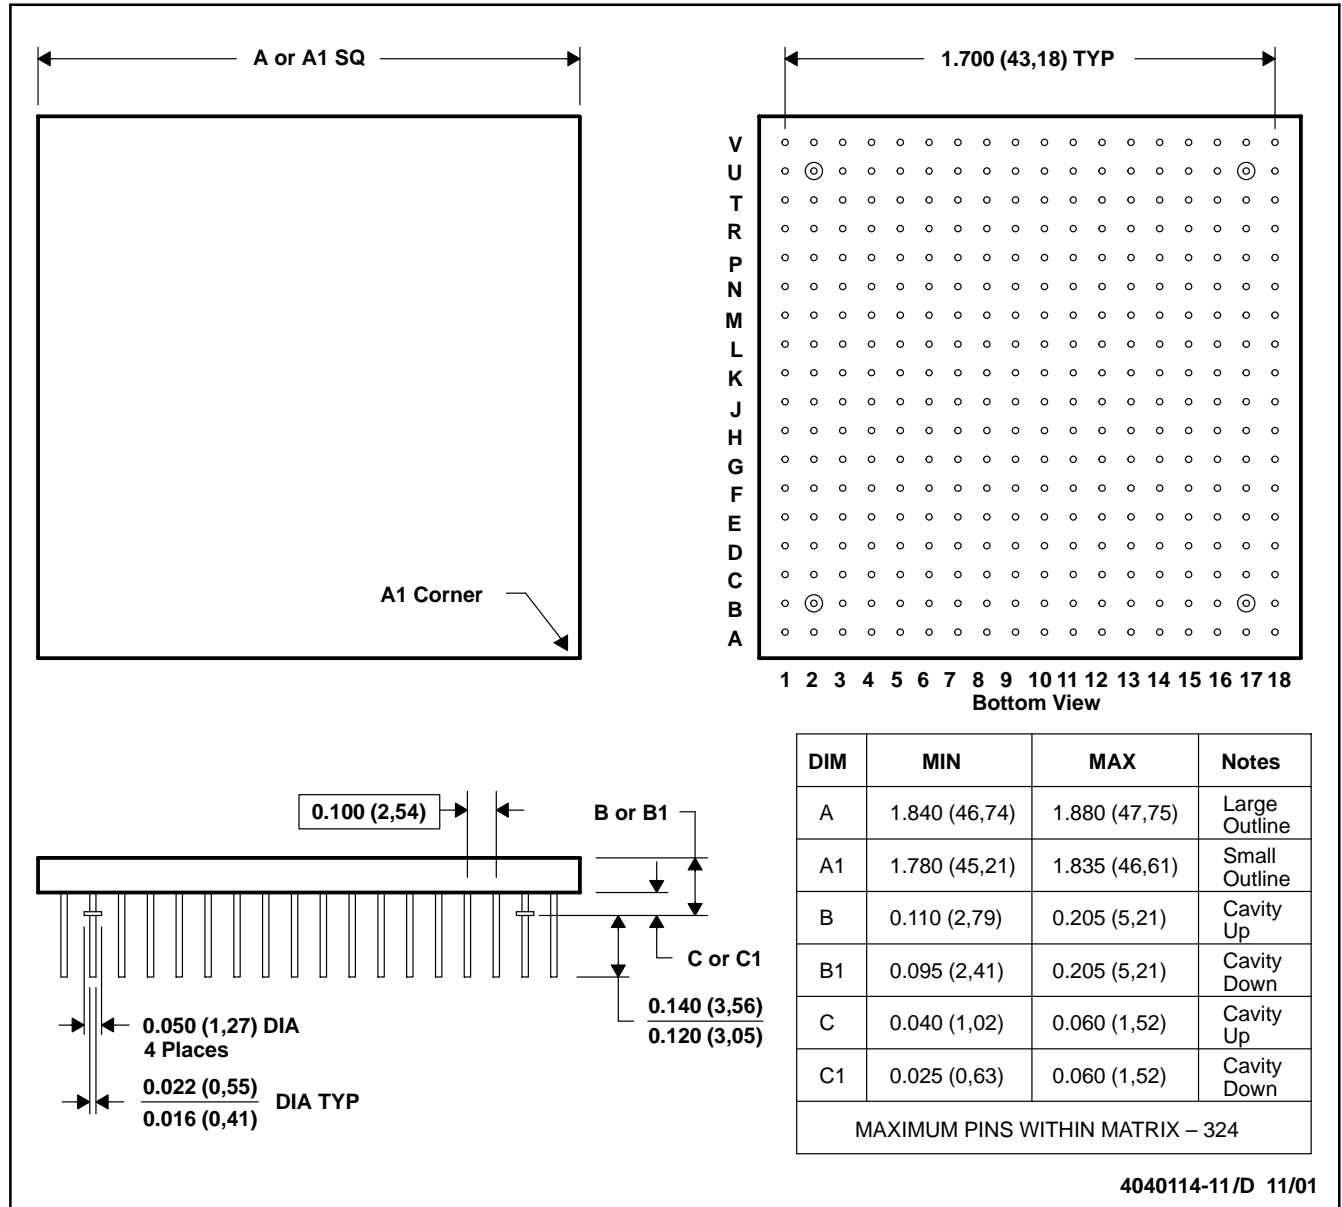 A or A1 SQ
1.700 (43,18) TYP
V
U
T
R
P
N
M
L
K
J
H
G
F
E
D
C
B
A
A1 Corner
1 2 3 4 5 6 7 8 9 10 11 12 13 14 15 16 17 18
Bottom View
0.100 (2,54)
B or B1
C or C1
0.140 (3,56)
0.120 (3,05)
0.050 (1,27) DIA
4 Places
0.022 (0,55)
0.016 (0,41)
DIA TYP
DIM MIN MAX Notes
A 1.840 (46,74) 1.880 (47,75) Large
Outline
A1 1.780 (45,21) 1.835 (46,61) Small
Outline
B 0.110 (2,79) 0.205 (5,21) Cavity
Up
B1 0.095 (2,41) 0.205 (5,21) Cavity
Down
C 0.040 (1,02) 0.060 (1,52) Cavity
Up
C1 0.025 (0,63) 0.060 (1,52) Cavity
Down
MAXIMUM PINS WITHIN MATRIX – 324
4040114-11/D 11/01